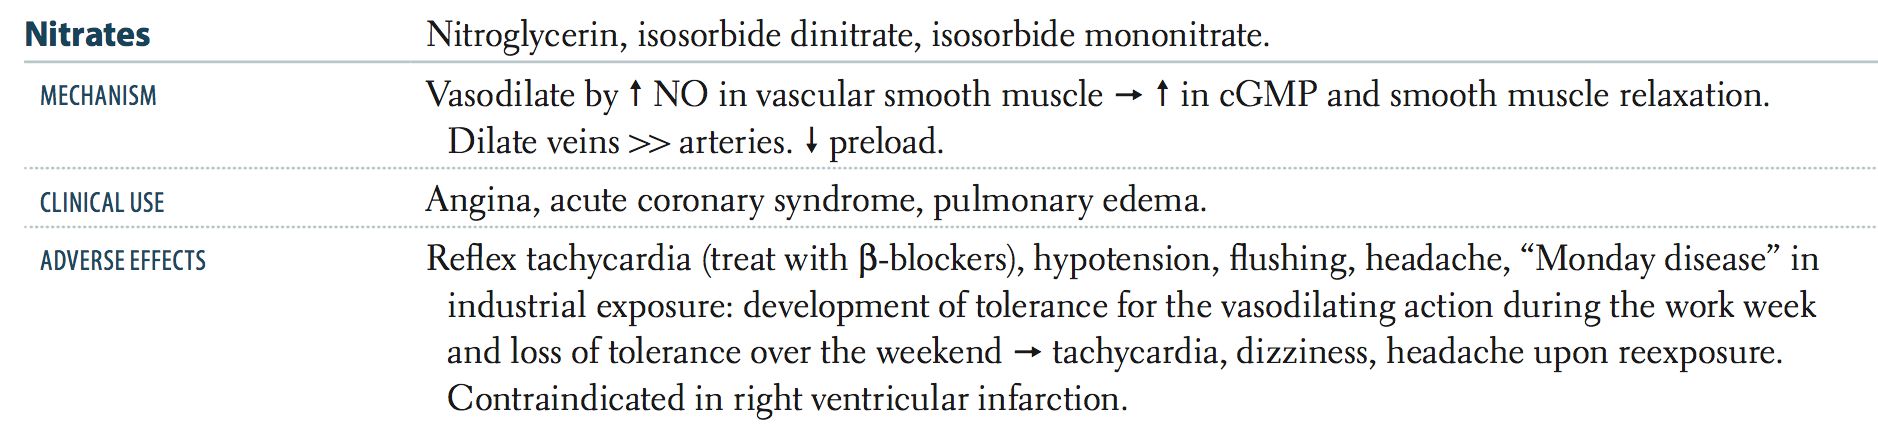 Nitrates Nitroglycerin, isosorbide dinitrate, isosorbide mononitrate.
MECHANISM Vasodilate by ↑ NO in vascular smooth muscle → ↑ in cGMP and smooth muscle relaxation.
Dilate veins >> arteries. ↓ preload.
CLINICAL USE Angina, acute coronary syndrome, pulmonary edema.
ADVERSE EFFECTS Reflex tachycardia (treat with β-blockers), hypotension, flushing, headache, “Monday disease” in
industrial exposure: development of tolerance for the vasodilating action during the work week
and loss of tolerance over the weekend → tachycardia, dizziness, headache upon reexposure.
Contraindicated in right ventricular infarction.